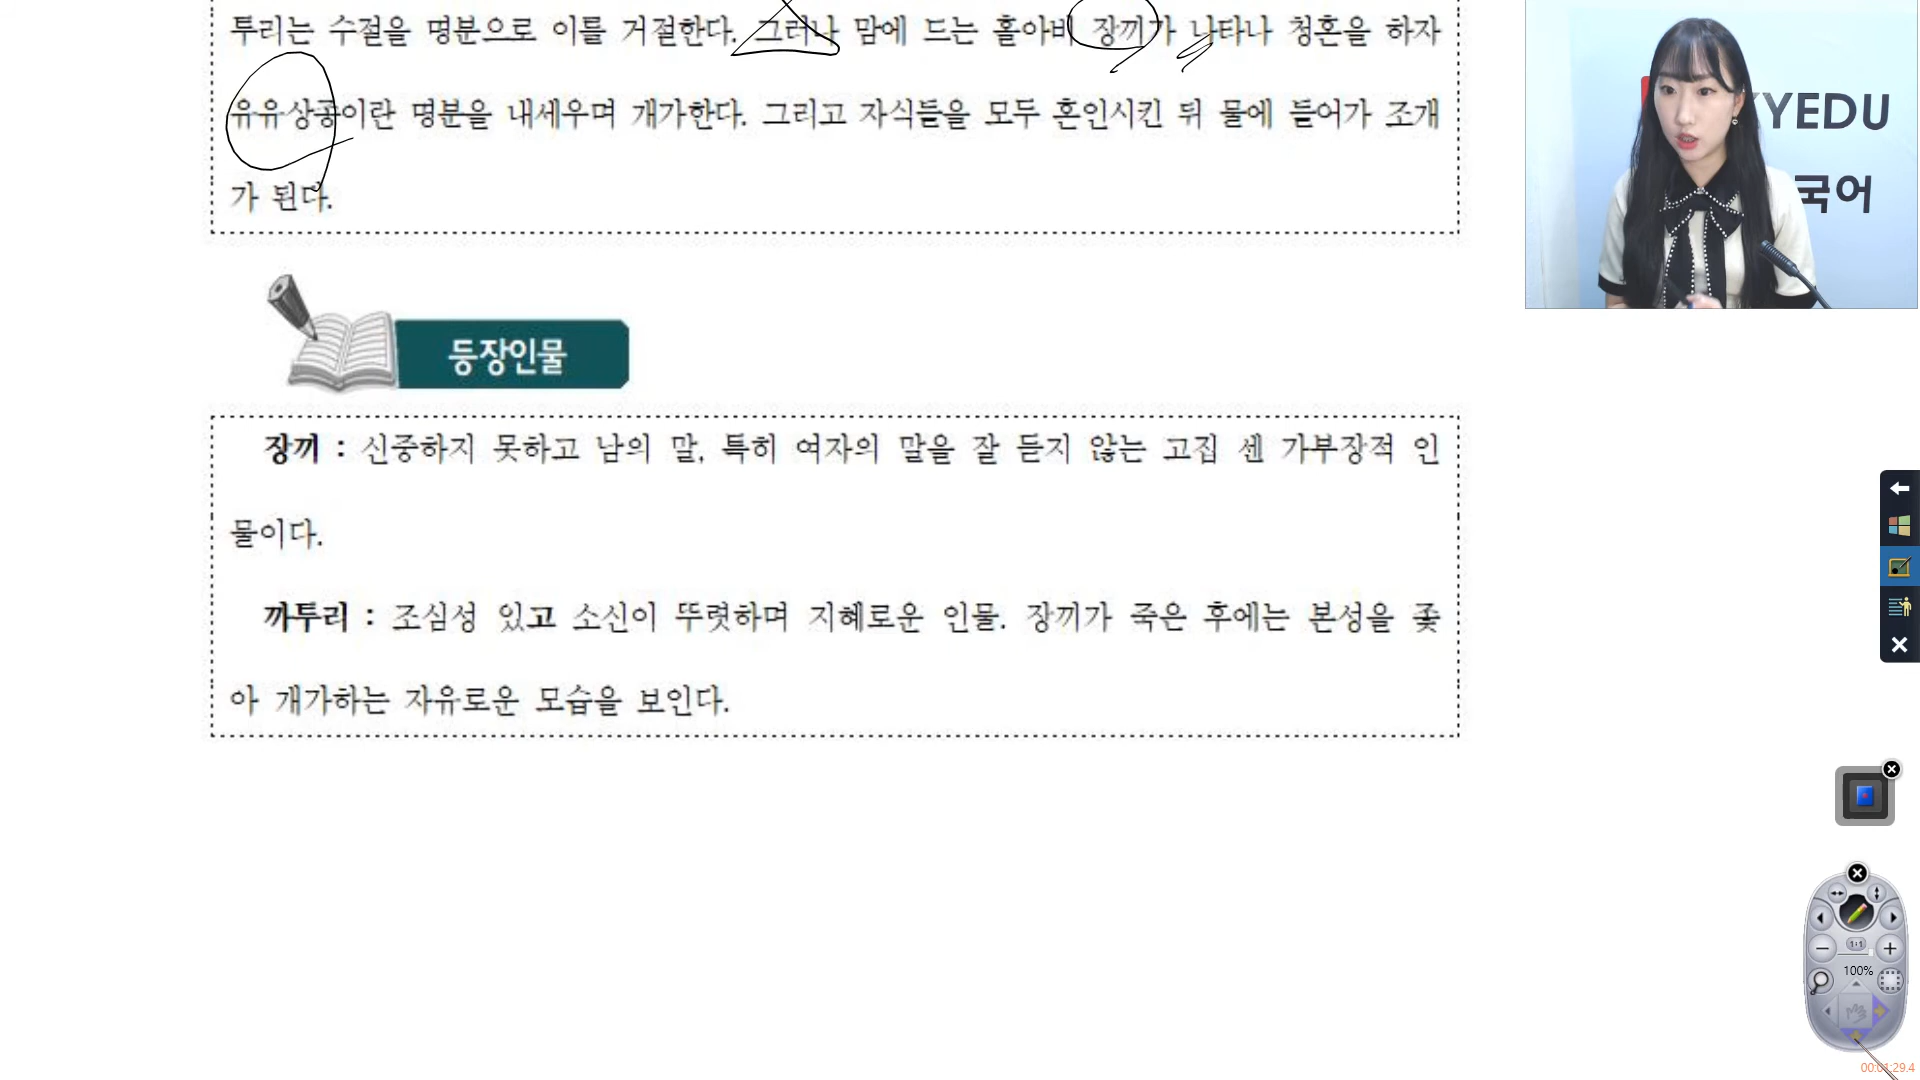 투리는 수절을 명분으로 이를 거절한다. 그러나 맘에 드는 홀아비 장끼가 나타나 청혼을 하자
유유상종이란 명분을 내세우며 개가한다. 그리고 자식들을 모두 혼인시킨 뒤 물에 들어가 조개
가 된다.
YEDU
국어
등장인물
장끼 : 신중하지 못하고 남의 말, 특히 여자의 말을 잘 듣지 않는 고집 센 가부장적 인
물이다.
까투리 : 조심성 있고 소신이 뚜렷하며 지혜로운 인물. 장끼가 죽은 후에는 본성을 좇
아 개가하는 자유로운 모습을 보인다.
1:1
100%
00:01:29.4